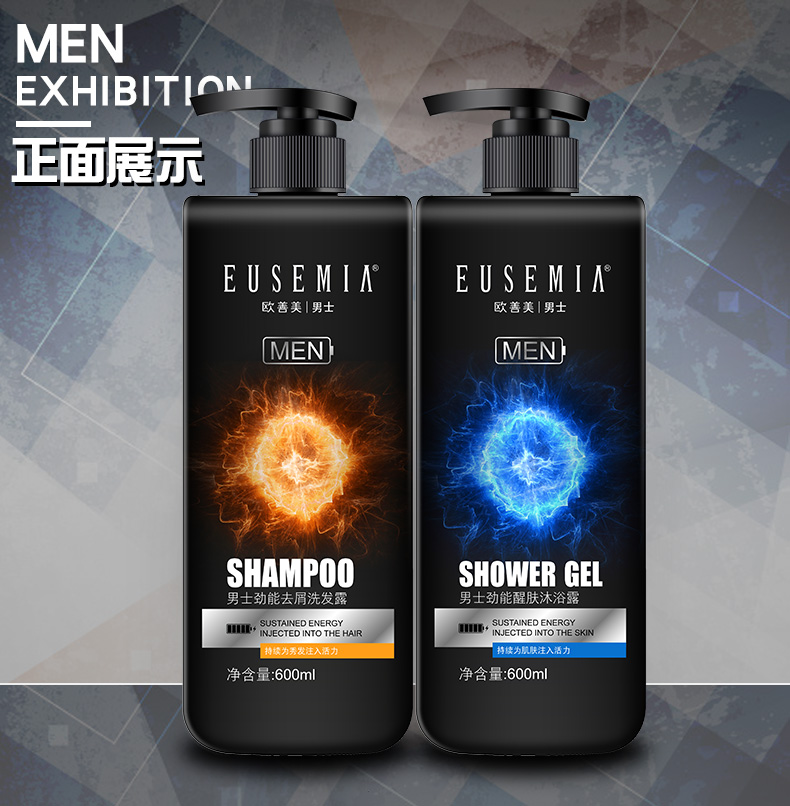 MEN
EXHIBITION
正面展示
EUSEMIA®
欧善美|男士
MEN
SHAMPOO
男士劲能去屑洗发露
SUSTAINED ENERGY
INJECTED INTO THE HAIR
持续为秀发注入活力
净含量:600ml
EUSEMIA®
欧善美|男士
MEN
SHOWER GEL
男士劲能醒肤沐浴露
SUSTAINED ENERGY
INJECTED INTO THE SKIN
持续为肌肤注入活力
净含量:600ml